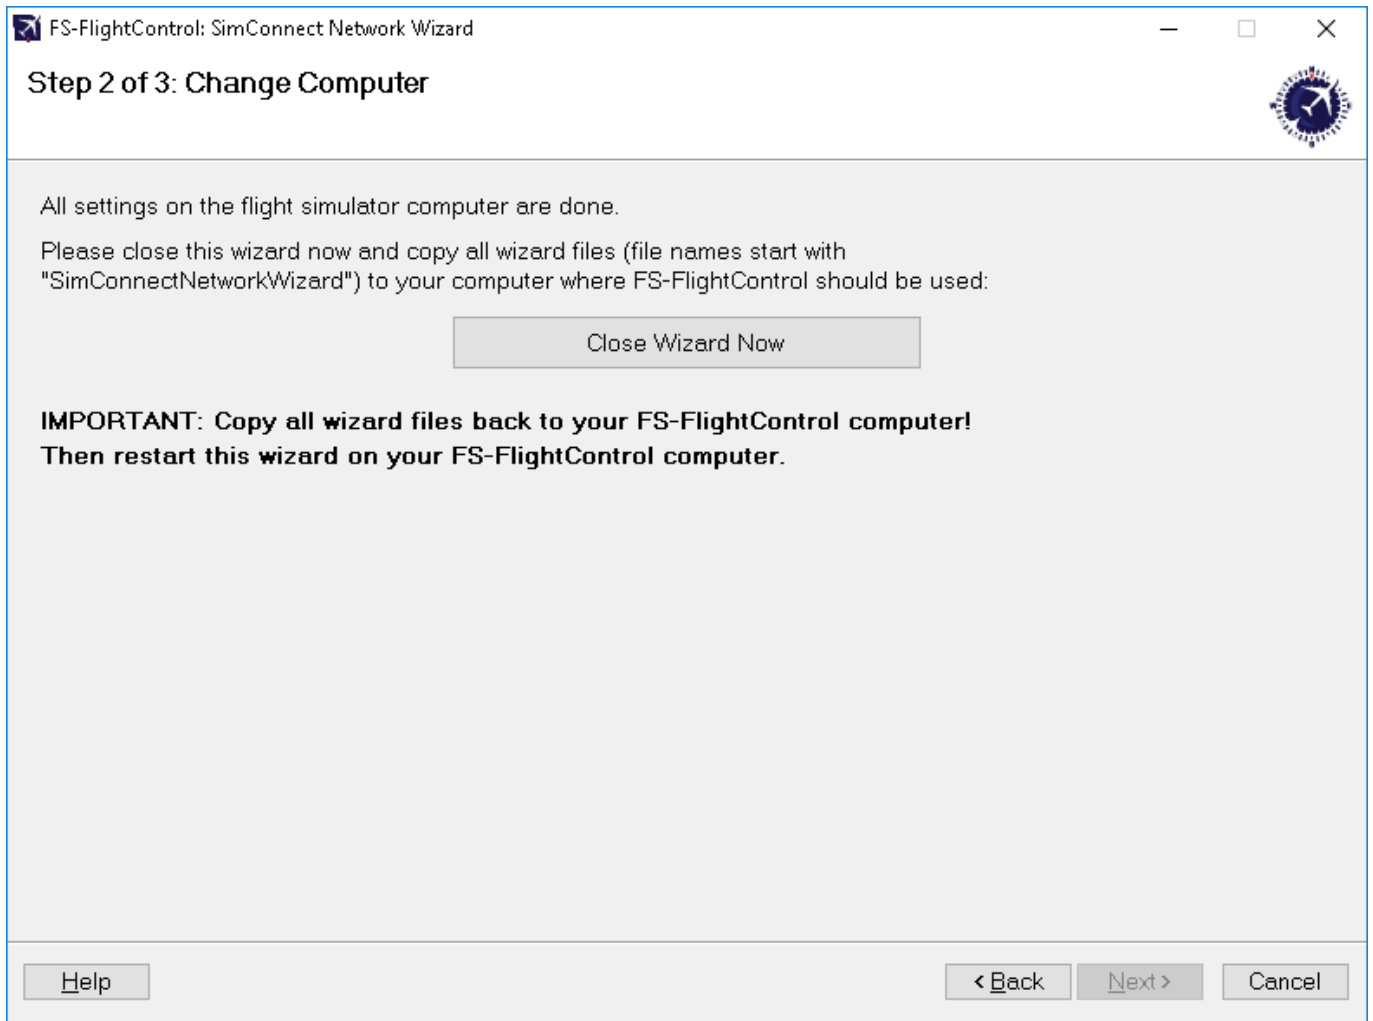 FS-FlightControl: SimConnect Network Wizard
Step 2 of 3: Change Computer
All settings on the flight simulator computer are done.
Please close this wizard now and copy all wizard files (file names start with
"SimConnectNetworkWizard") to your computer where FS-FlightControl should be used:
Close Wizard Now
IMPORTANT: Copy all wizard files back to your FS-FlightControl computer!
Then restart this wizard on your FS-FlightControl computer.
Help
< Back
Next >
Cancel